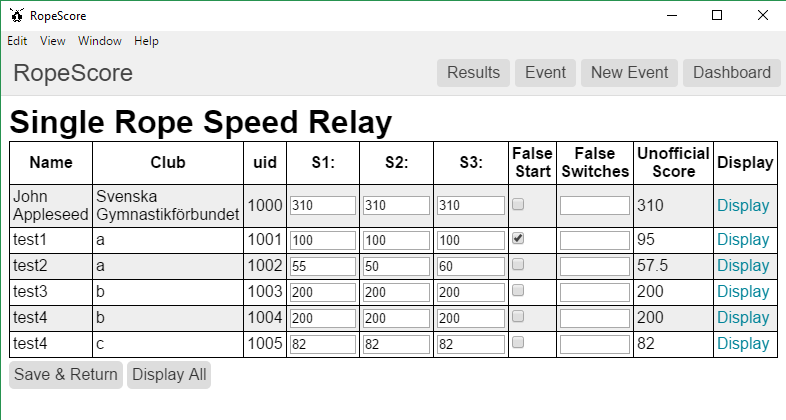 RopeScore
Edit View Window Help
RopeScore Results Event New Event Dashboard
Single Rope Speed Relay
Name Club uid S1: S2: S3: False Start False Switches Unofficial Score Display
John Appleseed Svenska Gymnastikförbundet 1000 310 310 310 310 Display
test1 a 1001 100 100 100 95 Display
test2 a 1002 55 50 60 57.5 Display
test3 b 1003 200 200 200 200 Display
test4 b 1004 200 200 200 200 Display
test4 c 1005 82 82 82 82 Display
Save & Return Display All